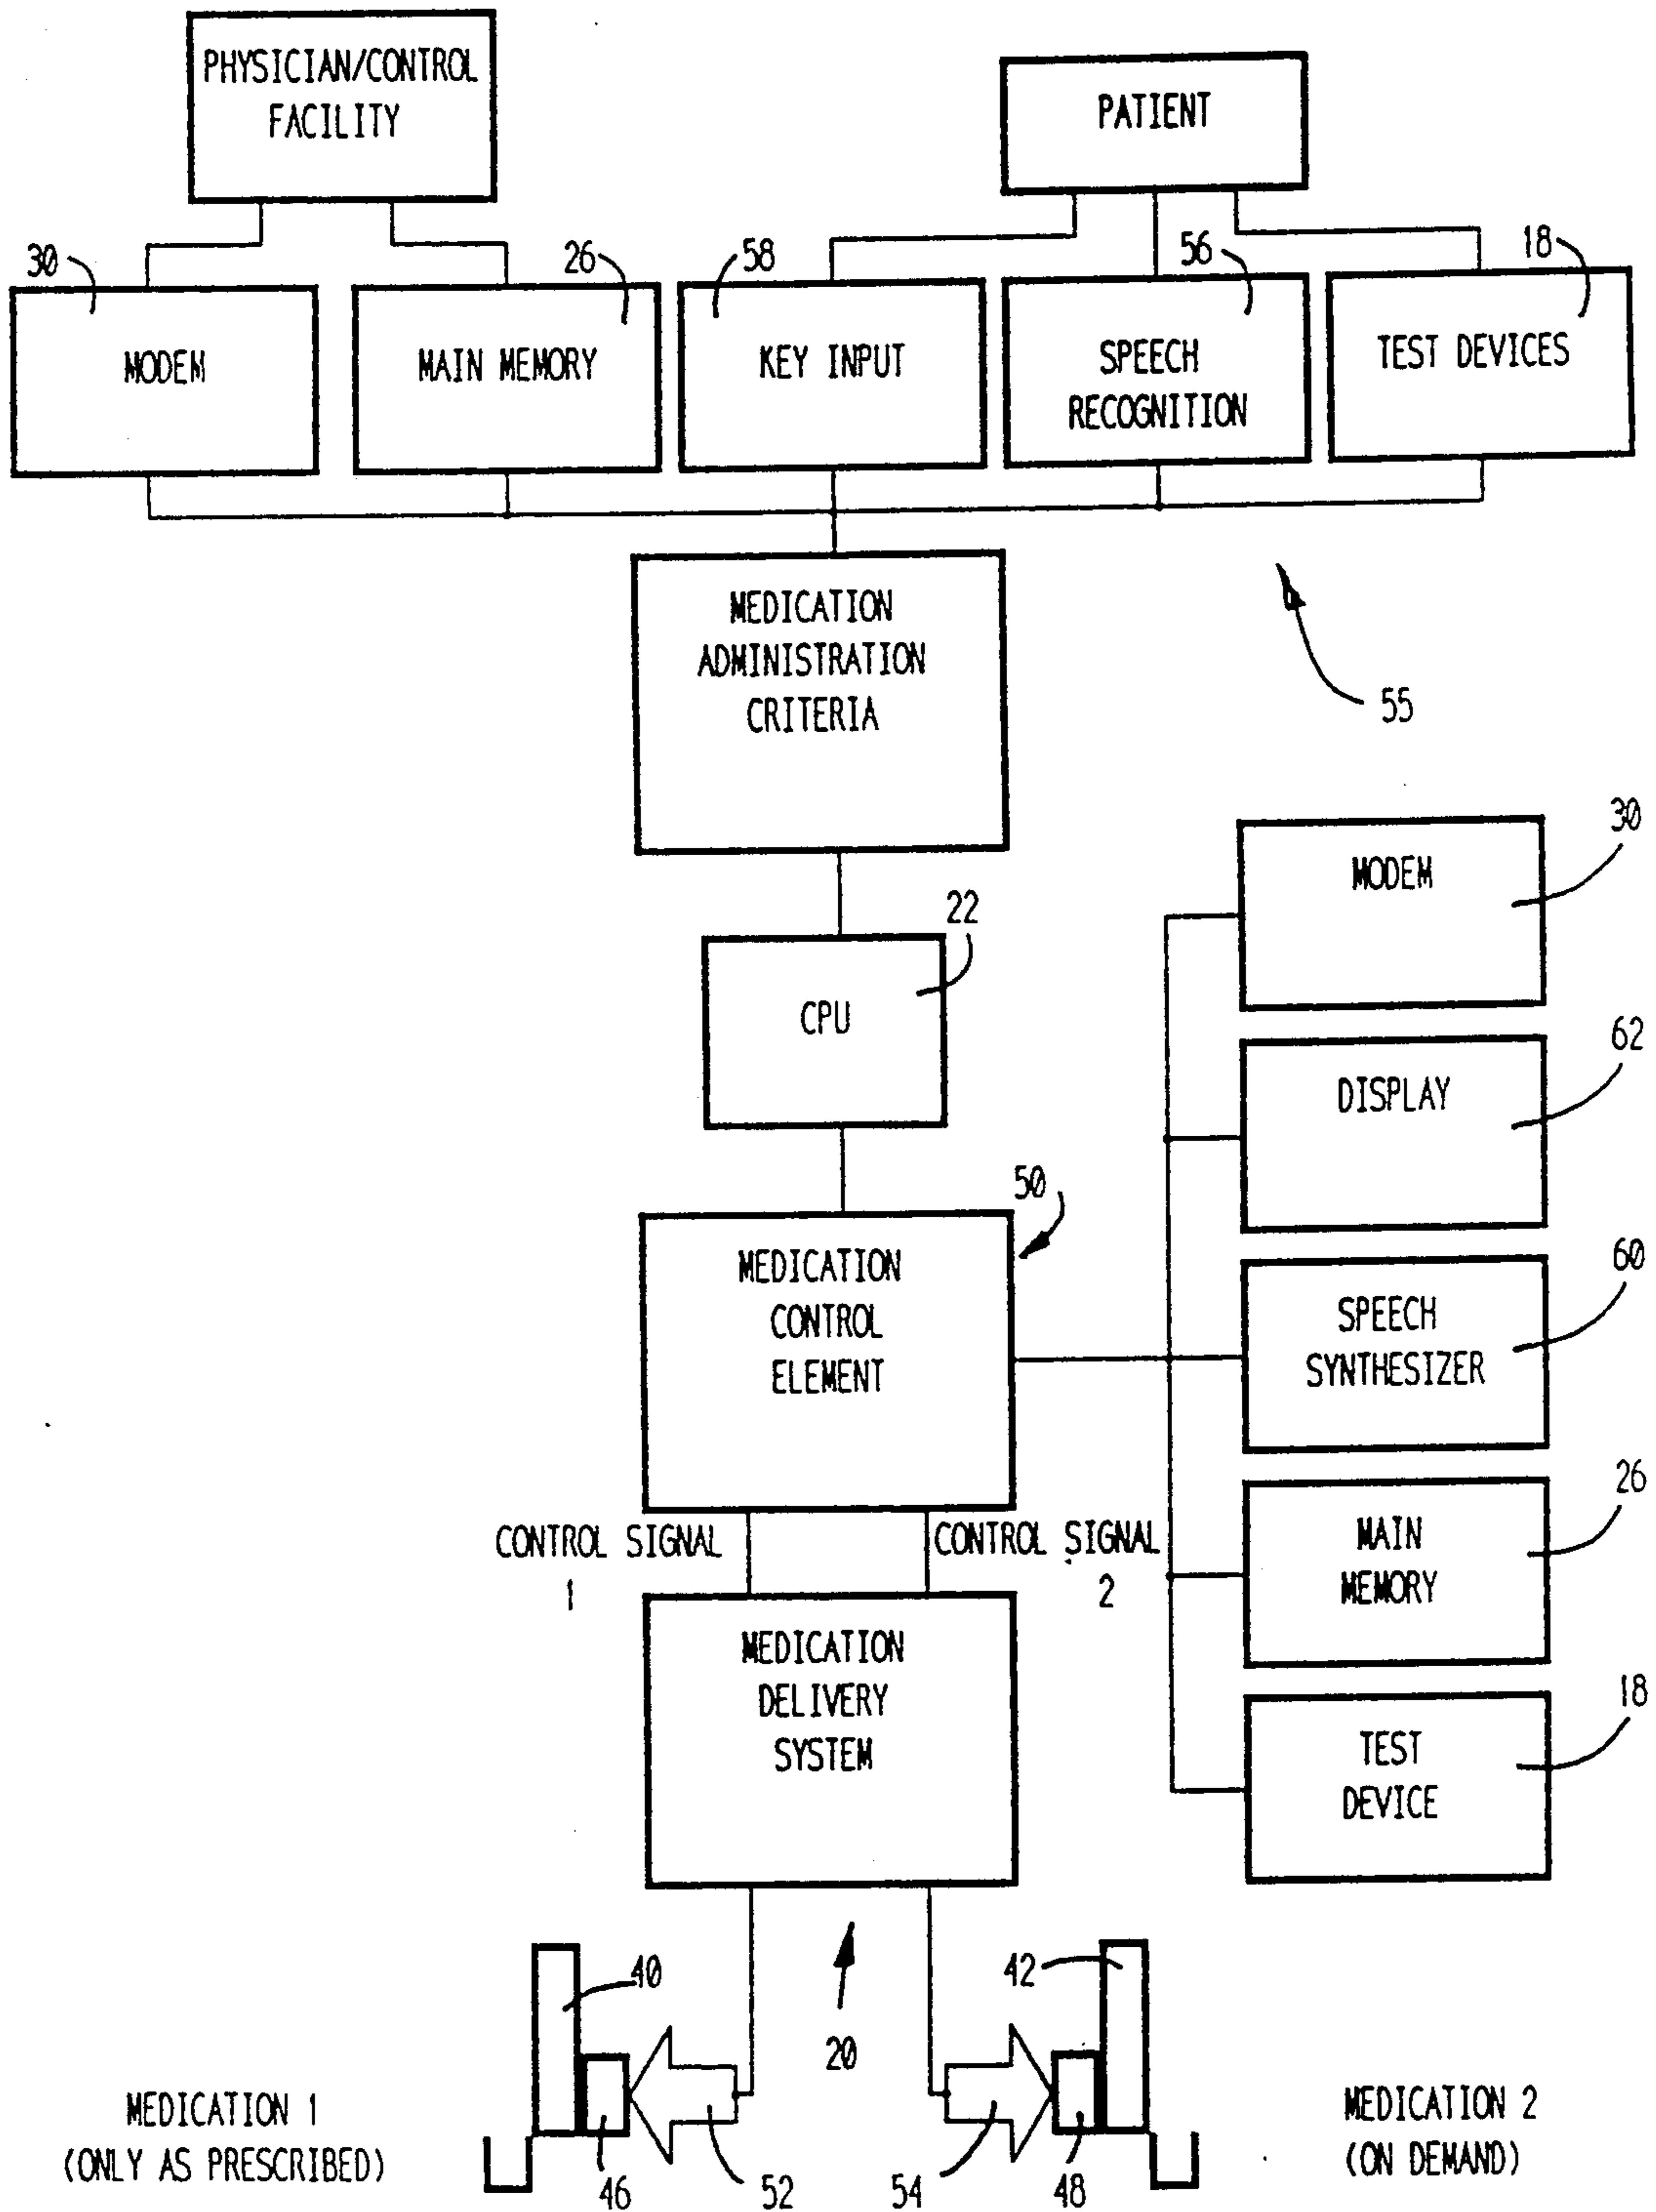 PHYSICIAN/CONTROL
FACILITY
PATIENT
30
26
58
56
18
MODEM
MAIN MEMORY
KEY INPUT
SPEECH
RECOGNITION
TEST DEVICES
MEDICATION
ADMINISTRATION
CRITERIA
55
30
MODEM
22
CPU
62
DISPLAY
50
MEDICATION
CONTROL
ELEMENT
60
SPEECH
SYNTHESIZER
CONTROL SIGNAL
1
CONTROL SIGNAL
2
26
MAIN
MEMORY
MEDICATION
DELIVERY
SYSTEM
18
TEST
DEVICE
40
42
20
MEDICATION 1
(ONLY AS PRESCRIBED)
46
52
54
48
MEDICATION 2
(ON DEMAND)